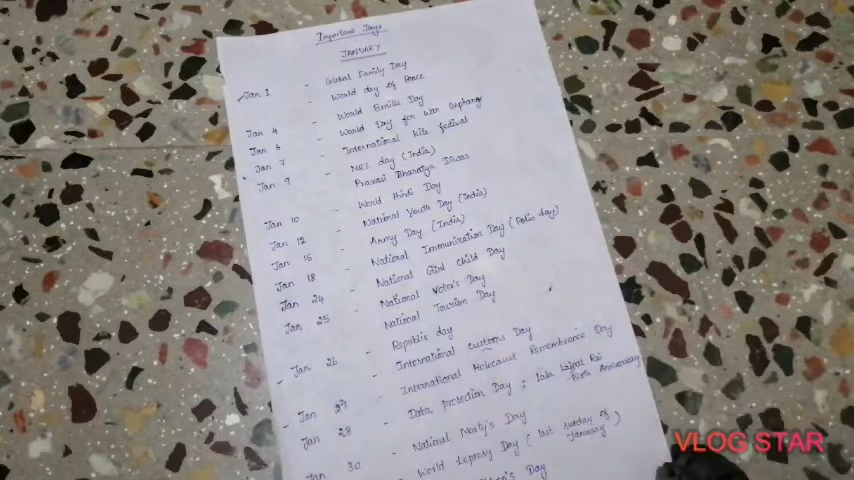 Important Days
JANUARY
Jan 1 - Global Family Day
- World day of Peace
Jan 4 - World Braille Day
Jan 6 - World Day for War Orphans
Jan 7 - International Kite festival
Jan 9 - NRI day (India)
Pravasi Bharatiya Diwas
Jan 10 - World Hindi Day
Jan 12 - National Youth Day (India)
Jan 15 - Army Day (India)
Jan 18 - National Immunization Day (Polio day)
Jan 24 - National Girl Child Day
Jan 25 - National Voter's Day
National Tourism Day
Jan 26 - Republic day
- International Customs Day
Jan 27 - International Holocaust Remembrance Day
Jan 28 - Data Protection Day ; Lala Lajpat Rai
- Birth Anniversary
Jan 30 - National Marty's Day
World Leprosy Day (last sunday of
January)
Day
VLOG STAR